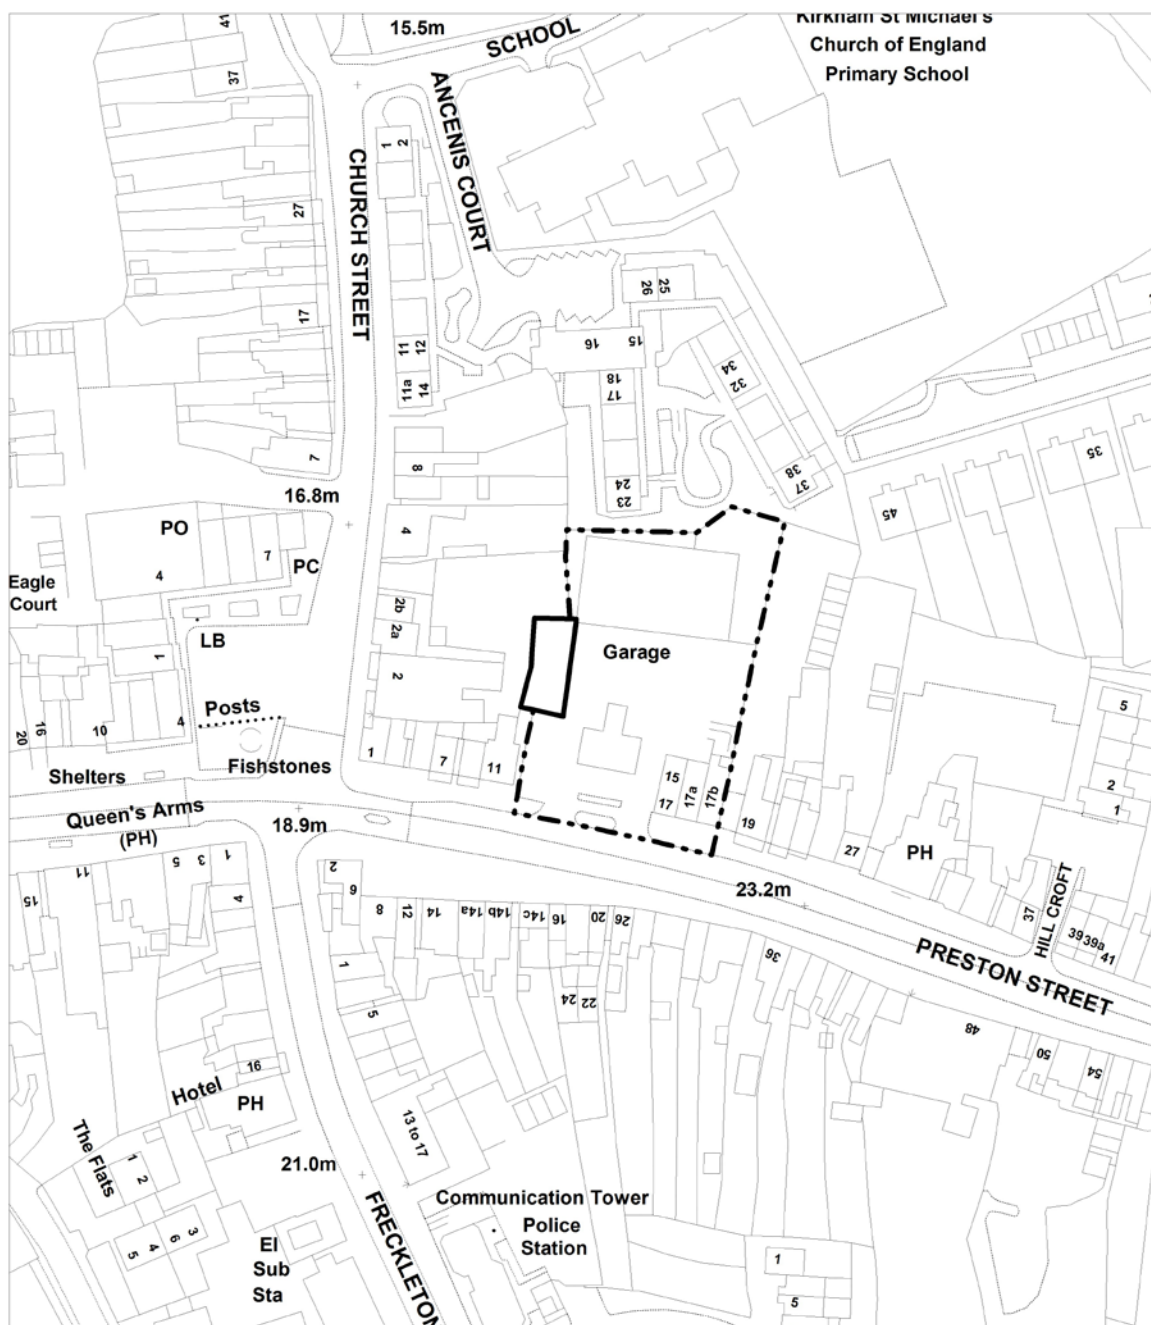 41
15.5m
SCHOOL
Kirkham St Michael's
Church of England
Primary School
37
ANCENIS COURT
1
2
CHURCH STREET
27
26
25
17
11
12
16
15
11a
14
18
17
34
32
7
8
24
23
38
37
35
16.8m
45
PO
4
7
PC
4
Eagle
Court
LB
2b
2a
Garage
1
2
Posts
5
20
16
10
4
1
7
11
15
17
17a
17b
2
1
Shelters
Fishstones
Queen's Arms
(PH)
18.9m
19
27
PH
23.2m
HILL CROFT
37
39
39a
41
15
11
5
3
1
2
6
4
8
12
14
14a
14b
14c
16
20
26
36
PRESTON STREET
1
24
22
5
48
50
54
16
Hotel
PH
13 to 17
The Flats
1
2
21.0m
3
6
4
5
FRECKLETON
Communication Tower
Police
Station
El
Sub
Sta
1
5